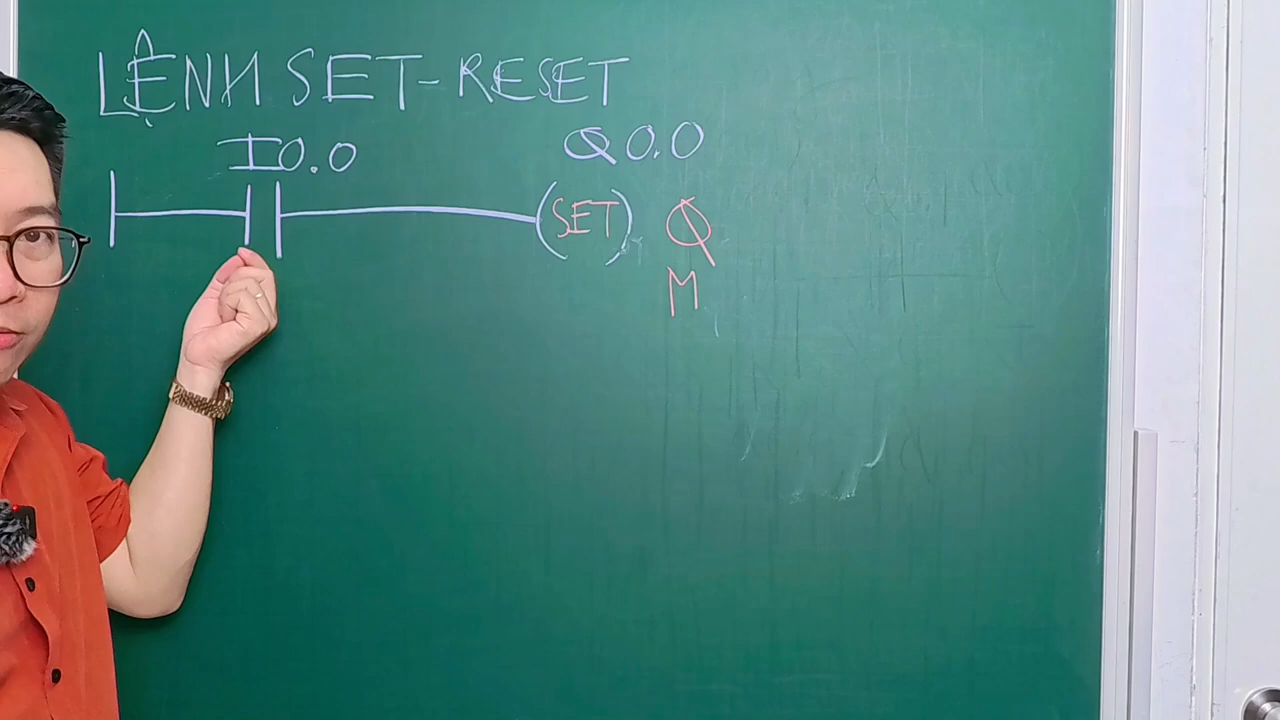 LỆNH SET-RESET
I0.0
Q0.0
(SET) Q
M